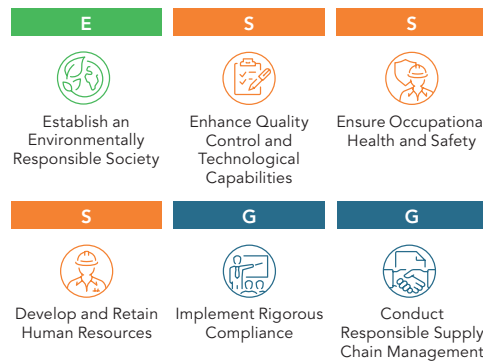 E
S
S
Establish an
Environmentally
Responsible Society
Enhance Quality
Control and
Technological
Capabilities
Ensure Occupationa
Health and Safety
S
G
G
Develop and Retain
Human Resources
Implement Rigorous
Compliance
Conduct
Responsible Supply
Chain Management